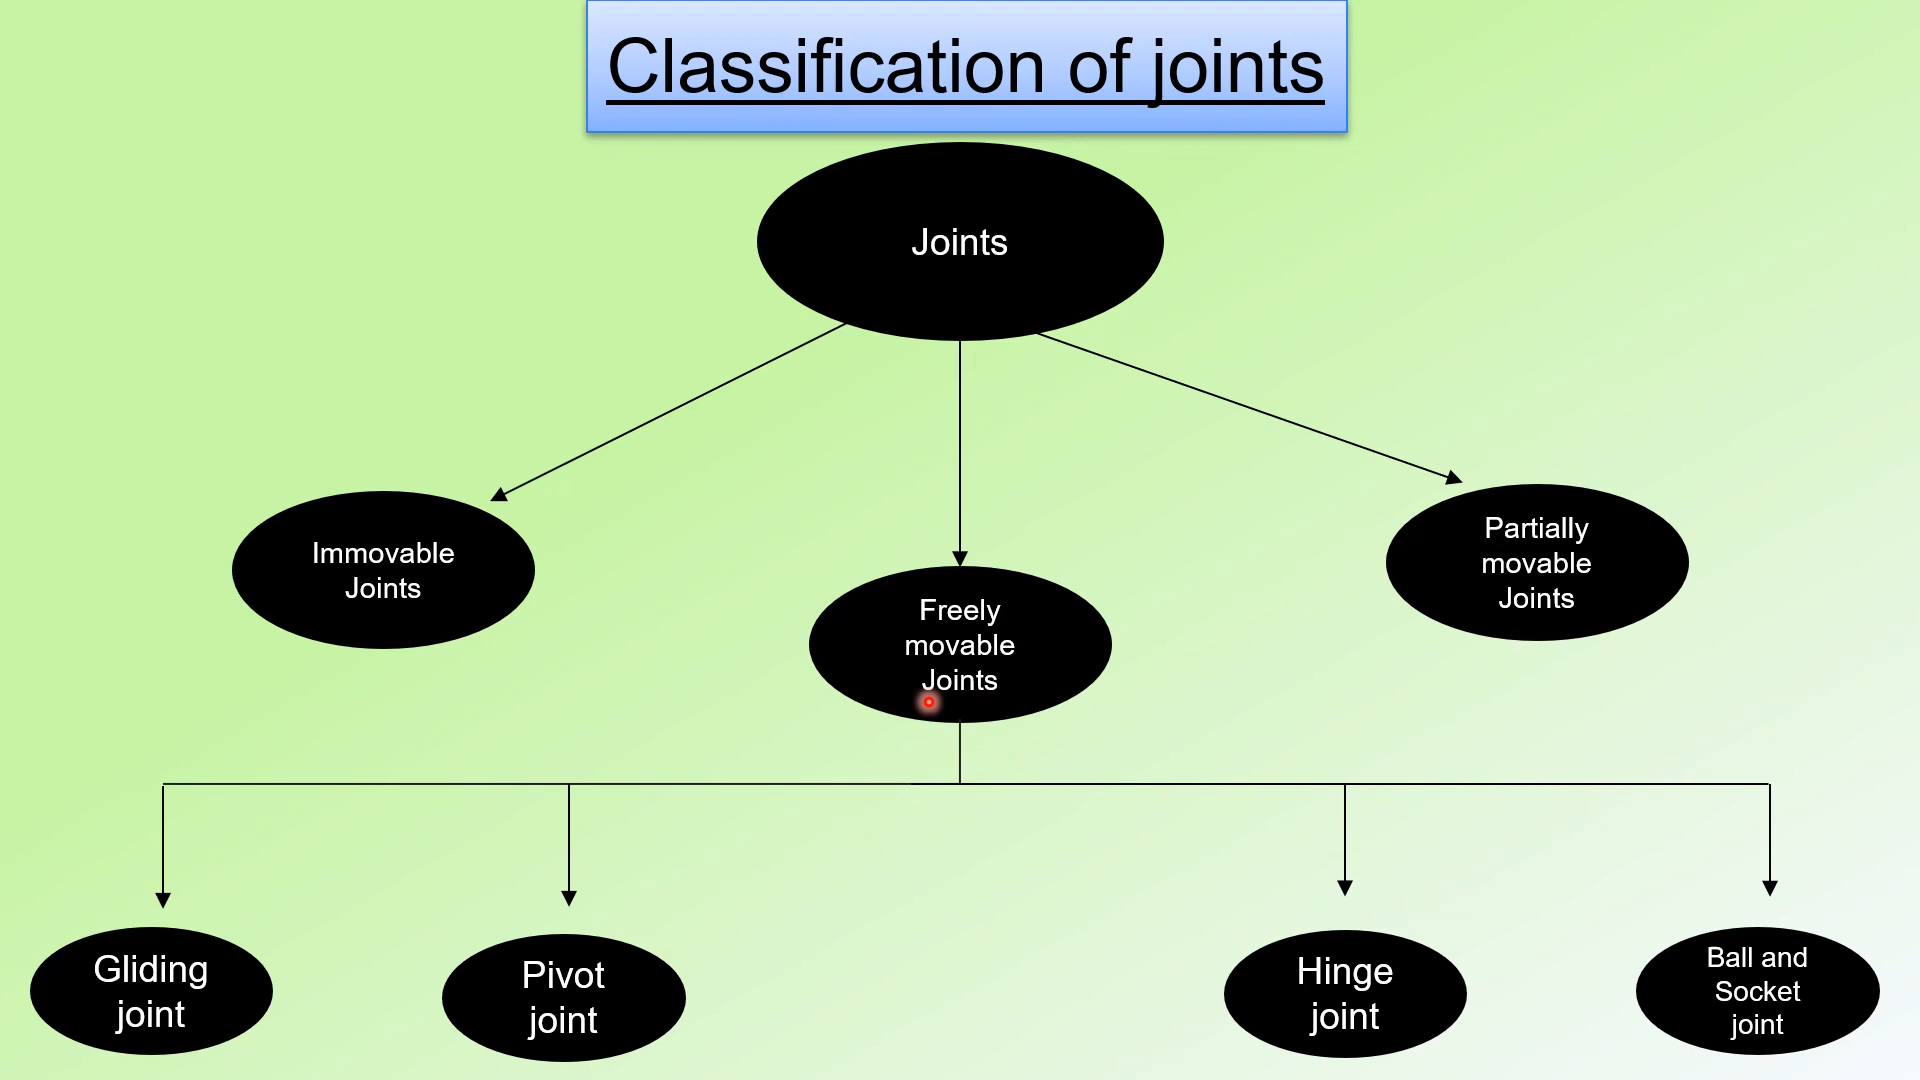 Classification of joints
Joints
Immovable
Joints
Freely
movable
Joints
Partially
movable
Joints
Gliding
joint
Pivot
joint
Hinge
joint
Ball and
Socket
joint